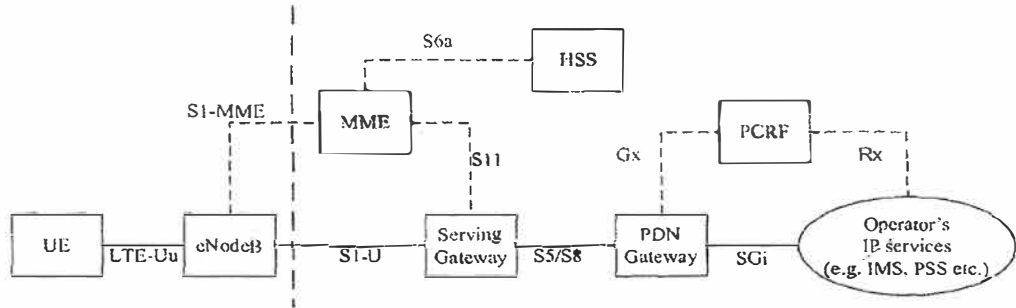 S6a
HSS
S1-MME
MME
PCRF
S11
Gx
Rx
UE
LTE-Uu
eNodeB
S1-U
Serving
Gateway
S5/S8
PDN
Gateway
SGi
Operator's
IP services
(e.g. IMS, PSS etc.)